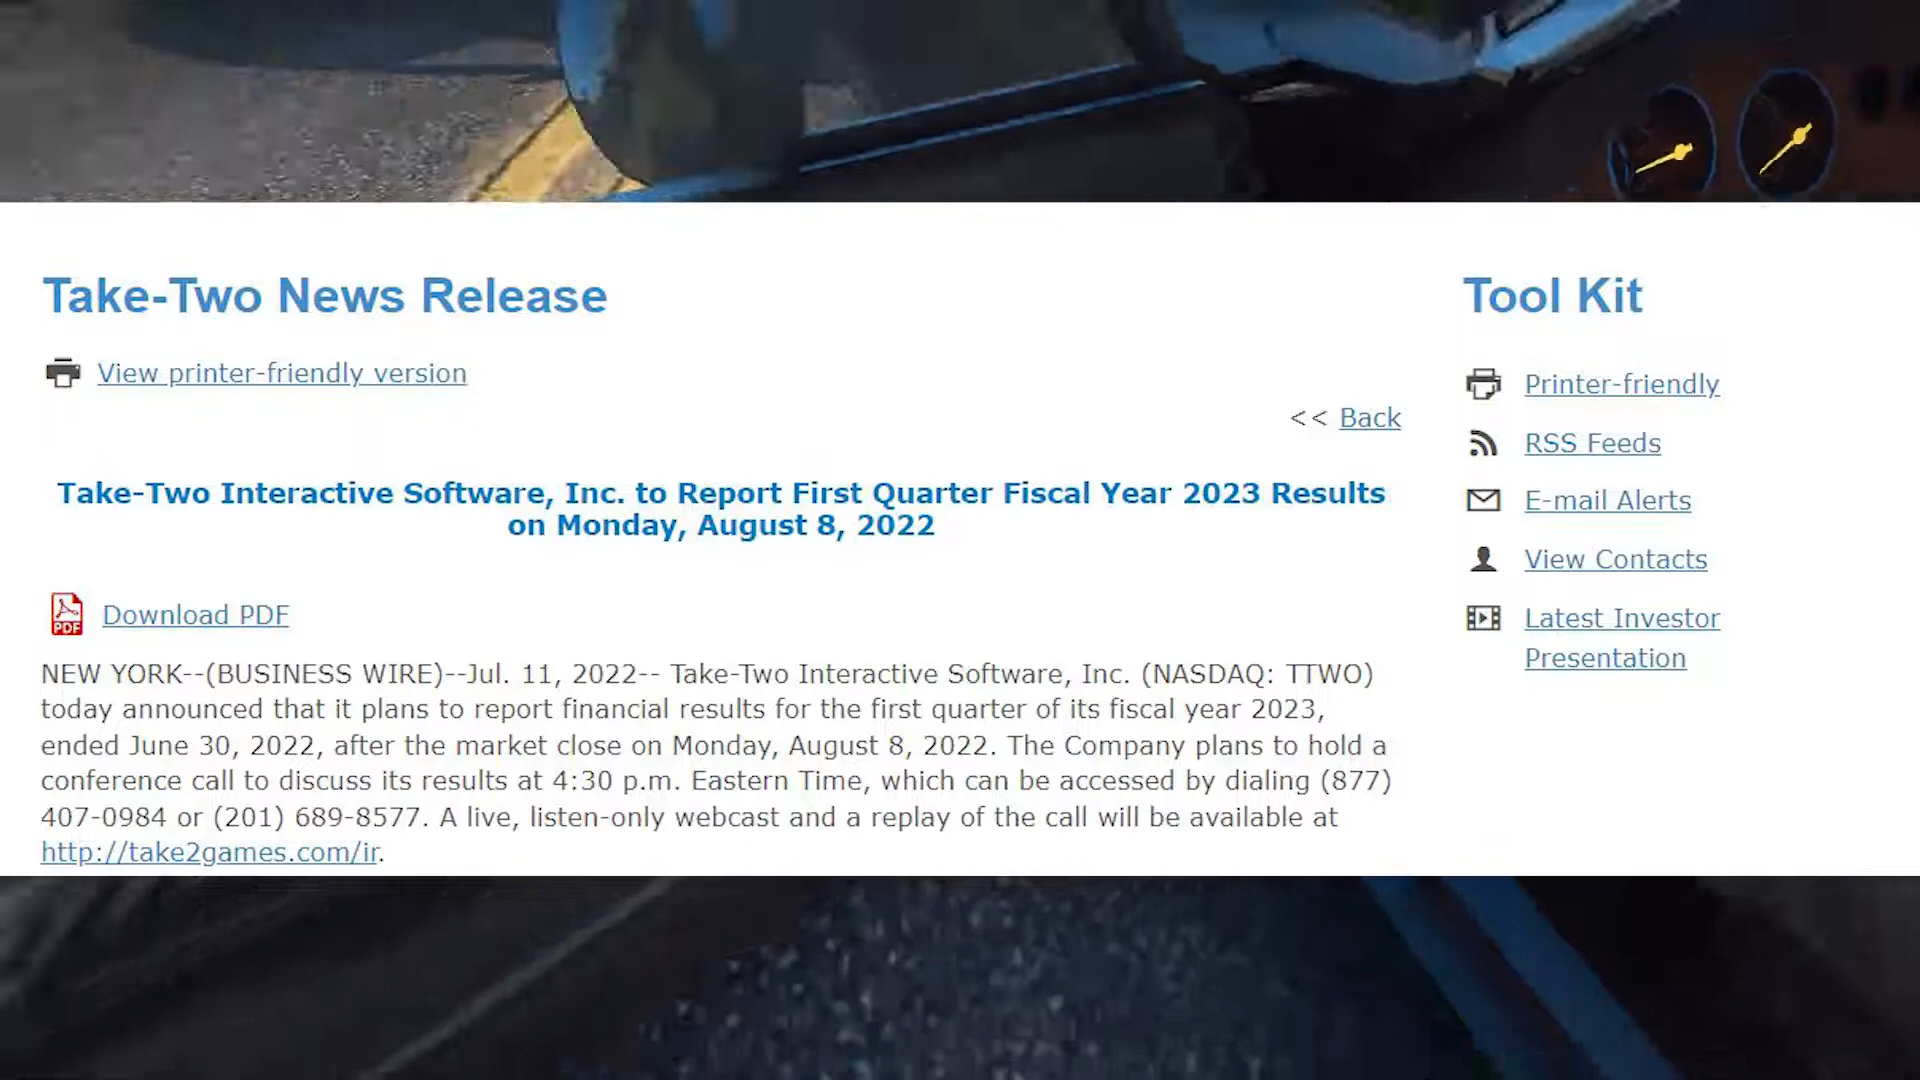 Take-Two News Release
View printer-friendly version
<< Back
Take-Two Interactive Software, Inc. to Report First Quarter Fiscal Year 2023 Results
on Monday, August 8, 2022
PDF
Download PDF
NEW YORK--(BUSINESS WIRE)--Jul. 11, 2022-- Take-Two Interactive Software, Inc. (NASDAQ: TTWO)
today announced that it plans to report financial results for the first quarter of its fiscal year 2023,
ended June 30, 2022, after the market close on Monday, August 8, 2022. The Company plans to hold a
conference call to discuss its results at 4:30 p.m. Eastern Time, which can be accessed by dialing (877)
407-0984 or (201) 689-8577. A live, listen-only webcast and a replay of the call will be available at
http://take2games.com/ir.
Tool Kit
Printer-friendly
RSS Feeds
E-mail Alerts
View Contacts
Latest Investor
Presentation